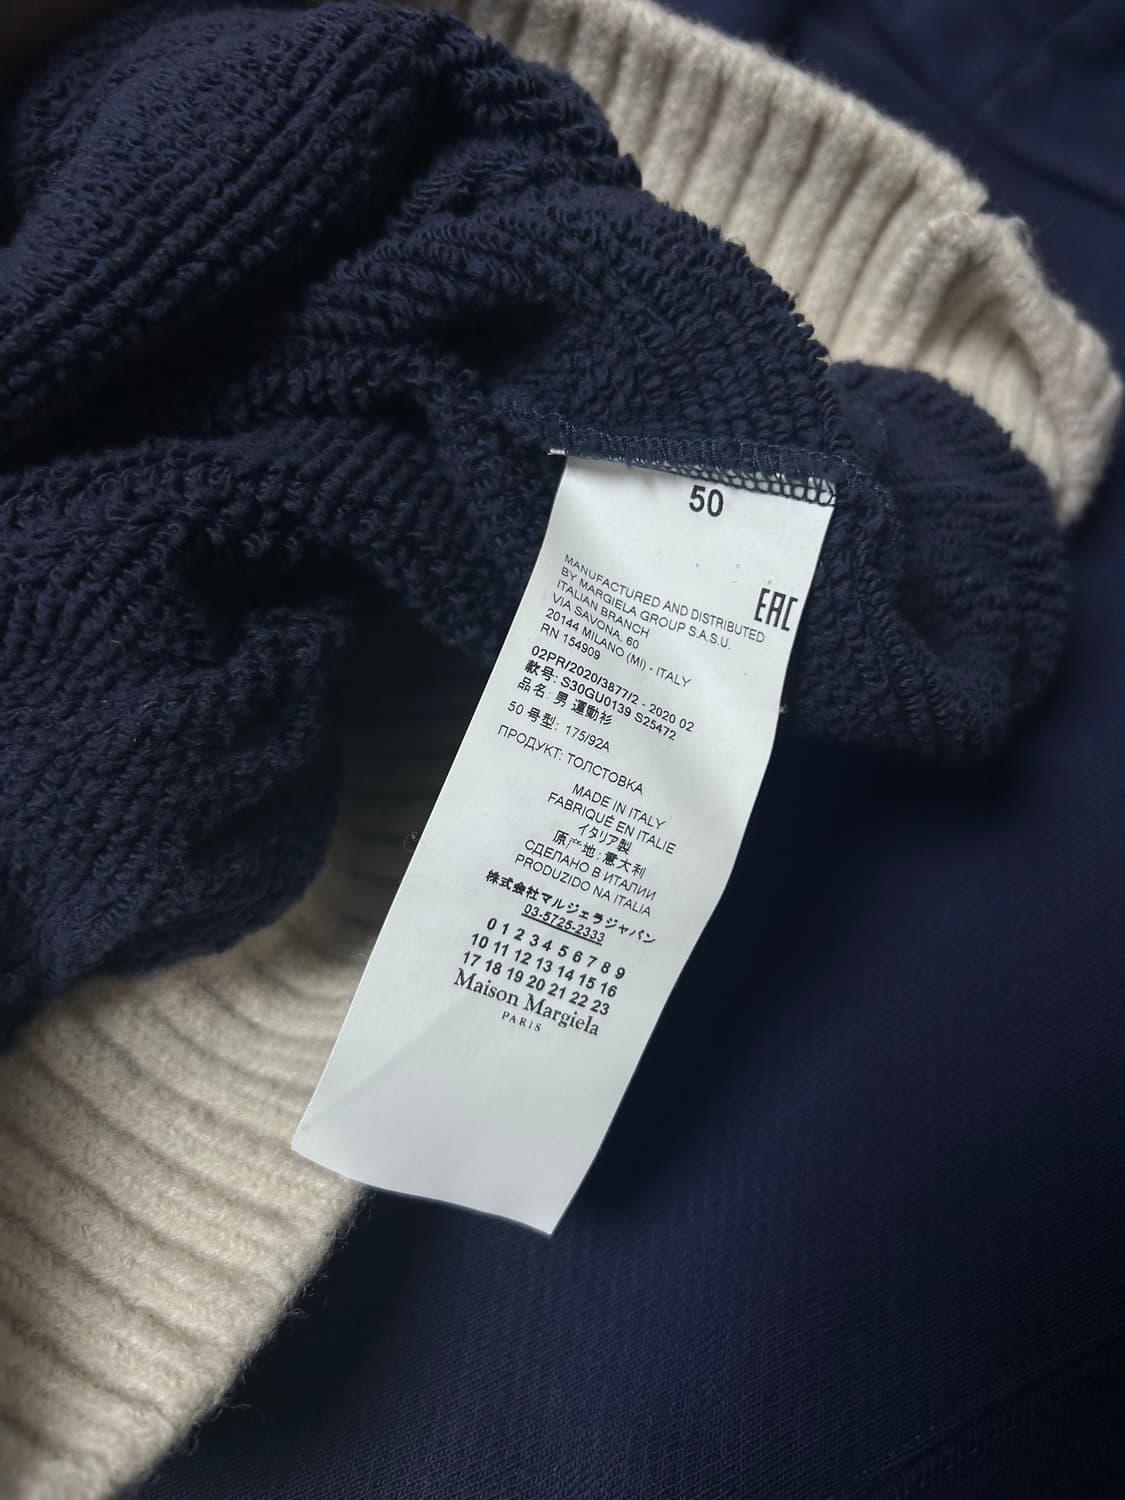 50
EAC
MANUFACTURED AND DISTRIBUTED
BY MARGIELA GROUP S.A.S.U.
ITALIAN BRANCH
VIA SAVONA, 60
20144 MILANO (MI) - ITALY
RN 154909
02PR/2020/3877/2 - 2020 02
款号: S30GU0139 S25472
品名: 男 運動衫
50 号型: 175/92A
ПРОДУКТ: ТОЛСТОВКА
MADE IN ITALY
FABRIQUÉ EN ITALIE
イタリア製
原产地: 意大利
СДЕЛАНО В ИТАЛИИ
PRODUZIDO NA ITALIA
株式会社マルジェラジャパン
03-5725-2333
0 1 2 3 4 5 6 7 8 9
10 11 12 13 14 15 16
17 18 19 20 21 22 23
Maison Margiela
PARIS